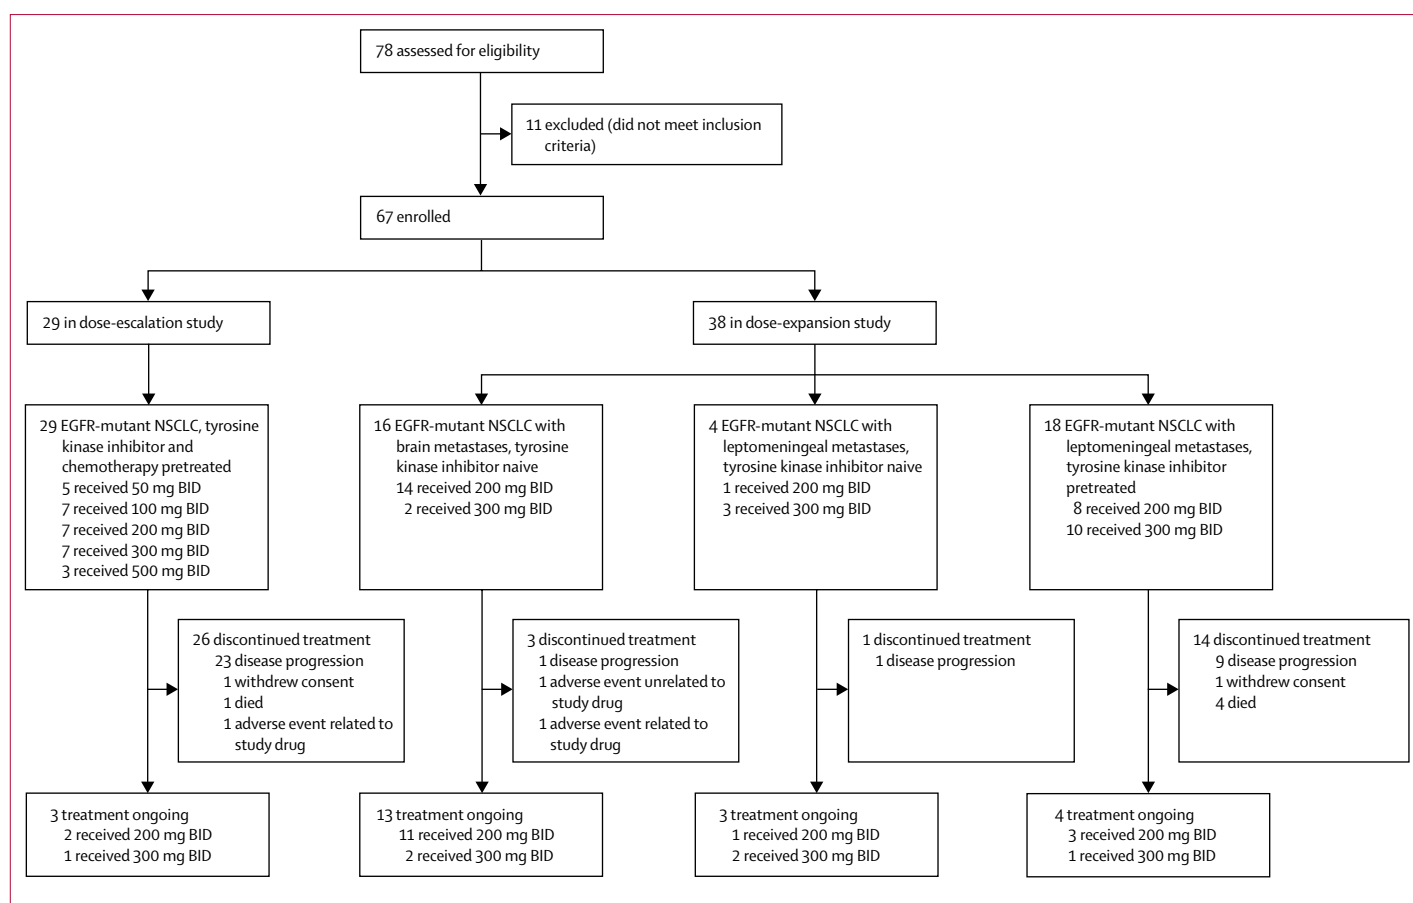 78 assessed for eligibility
11 excluded (did not meet inclusion
criteria)
67 enrolled
29 in dose-escalation study
38 in dose-expansion study
29 EGFR-mutant NSCLC, tyrosine
kinase inhibitor and
chemotherapy pretreated
5 received 50 mg BID
7 received 100 mg BID
7 received 200 mg BID
7 received 300 mg BID
3 received 500 mg BID
16 EGFR-mutant NSCLC with
brain metastases, tyrosine
kinase inhibitor naive
14 received 200 mg BID
2 received 300 mg BID
4 EGFR-mutant NSCLC with
leptomeningeal metastases,
tyrosine kinase inhibitor naive
1 received 200 mg BID
3 received 300 mg BID
18 EGFR-mutant NSCLC with
leptomeningeal metastases,
tyrosine kinase inhibitor
pretreated
8 received 200 mg BID
10 received 300 mg BID
26 discontinued treatment
23 disease progression
1 withdrew consent
1 died
1 adverse event related to
study drug
3 discontinued treatment
1 disease progression
1 adverse event unrelated to
study drug
1 adverse event related to
study drug
1 discontinued treatment
1 disease progression
14 discontinued treatment
9 disease progression
1 withdrew consent
4 died
3 treatment ongoing
2 received 200 mg BID
1 received 300 mg BID
13 treatment ongoing
11 received 200 mg BID
2 received 300 mg BID
3 treatment ongoing
1 received 200 mg BID
2 received 300 mg BID
4 treatment ongoing
3 received 200 mg BID
1 received 300 mg BID